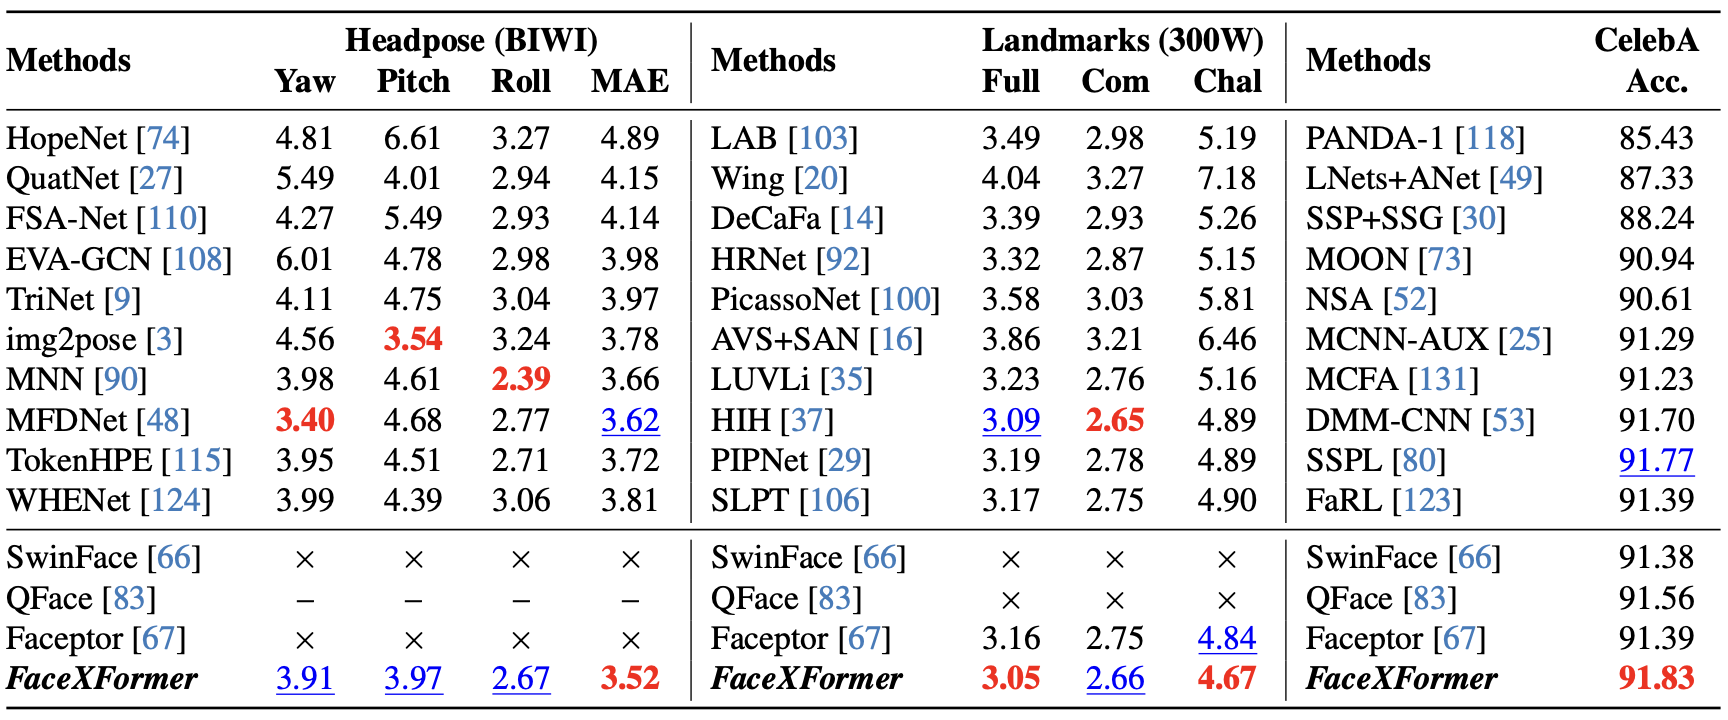 Methods Headpose (BIWI) Methods Landmarks (300W) Methods CelebA
Yaw Pitch Roll MAE Full Com Chal Acc.
HopeNet [74] 4.81 6.61 3.27 4.89 LAB [103] 3.49 2.98 5.19 PANDA-1 [118] 85.43
QuatNet [27] 5.49 4.01 2.94 4.15 Wing [20] 4.04 3.27 7.18 LNets+ANet [49] 87.33
FSA-Net [110] 4.27 5.49 2.93 4.14 DeCaFa [14] 3.39 2.93 5.26 SSP+SSG [30] 88.24
EVA-GCN [108] 6.01 4.78 2.98 3.98 HRNet [92] 3.32 2.87 5.15 MOON [73] 90.94
TriNet [9] 4.11 4.75 3.04 3.97 PicassoNet [100] 3.58 3.03 5.81 NSA [52] 90.61
img2pose [3] 4.56 3.54 3.24 3.78 AVS+SAN [16] 3.86 3.21 6.46 MCNN-AUX [25] 91.29
MNN [90] 3.98 4.61 2.39 3.66 LUVLi [35] 3.23 2.76 5.16 MCFA [131] 91.23
MFDNet [48] 3.40 4.68 2.77 3.62 HIH [37] 3.09 2.65 4.89 DMM-CNN [53] 91.70
TokenHPE [115] 3.95 4.51 2.71 3.72 PIPNet [29] 3.19 2.78 4.89 SSPL [80] 91.77
WHENet [124] 3.99 4.39 3.06 3.81 SLPT [106] 3.17 2.75 4.90 FaRL [123] 91.39
SwinFace [66] × × × × SwinFace [66] × × × SwinFace [66] 91.38
QFace [83] – – – – QFace [83] × × × QFace [83] 91.56
Faceptor [67] × × × × Faceptor [67] 3.16 2.75 4.84 Faceptor [67] 91.39
FaceXFormer 3.91 3.97 2.67 3.52 FaceXFormer 3.05 2.66 4.67 FaceXFormer 91.83